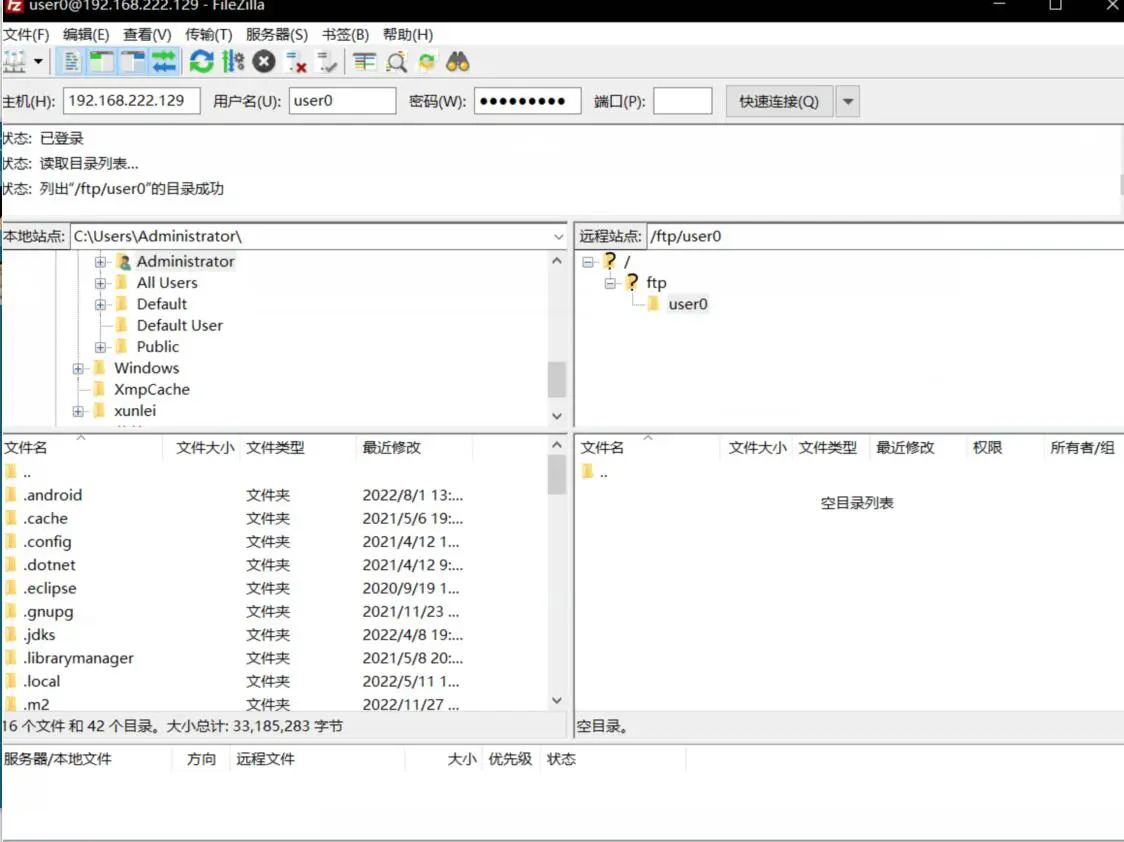 user0@192.168.222.129 - FileZilla
文件(F) 编辑(E) 查看(V) 传输(T) 服务器(S) 书签(B) 帮助(H)
主机(H): 192.168.222.129 用户名(U): user0 密码(W): ●●●●●●●●● 端口(P): 快速连接(Q)
状态: 已登录
状态: 读取目录列表...
状态: 列出“/ftp/user0”的目录成功
本地站点: C:\Users\Administrator\
Administrator
All Users
Default
Default User
Public
Windows
XmpCache
xunlei
远程站点: /ftp/user0
/
ftp
user0
文件名 文件大小 文件类型 最近修改
..
.android 文件夹 2022/8/1 13:...
.cache 文件夹 2021/5/6 19:...
.config 文件夹 2021/4/12 1...
.dotnet 文件夹 2021/4/12 9:...
.eclipse 文件夹 2020/9/19 1...
.gnupg 文件夹 2021/11/23 ...
.jdks 文件夹 2022/4/8 19:...
.librarymanager 文件夹 2021/5/8 20:...
.local 文件夹 2022/5/11 1...
.m2 文件夹 2022/11/27 ...
16 个文件 和 42 个目录。大小总计: 33,185,283 字节
文件名 文件大小 文件类型 最近修改 权限 所有者/组
..
空目录列表
空目录。
服务器/本地文件 方向 远程文件 大小 优先级 状态